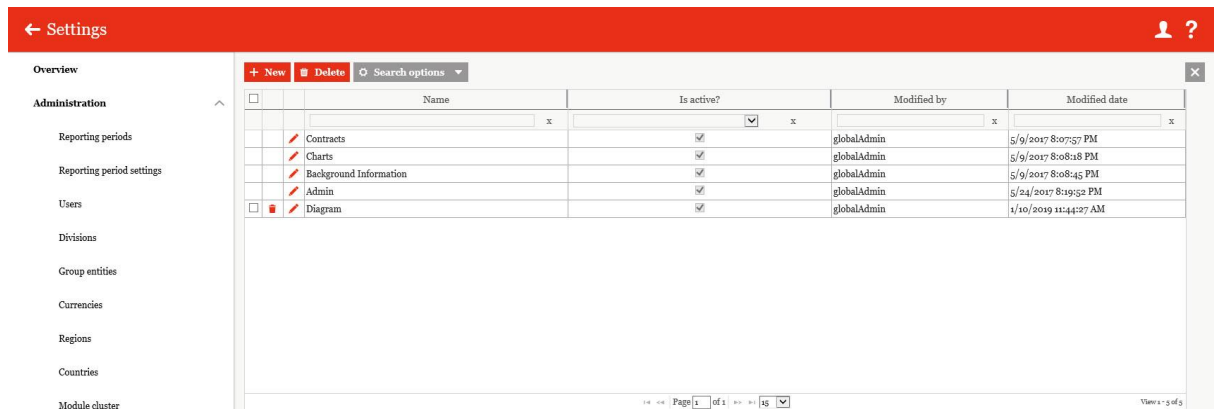 ← Settings ?
Overview
+ New Delete Search options
Administration
Name Is active? Modified by Modified date
x x x x
Reporting periods
Contracts globalAdmin 5/9/2017 8:07:57 PM
Charts globalAdmin 5/9/2017 8:08:18 PM
Reporting period settings
Background Information globalAdmin 5/9/2017 8:08:45 PM
Admin globalAdmin 5/24/2017 8:19:52 PM
Users
Diagram globalAdmin 1/10/2019 11:44:27 AM
Divisions
Group entities
Currencies
Regions
Countries
Module cluster
Page 1 of 1 15 View 1 - 5 of 5